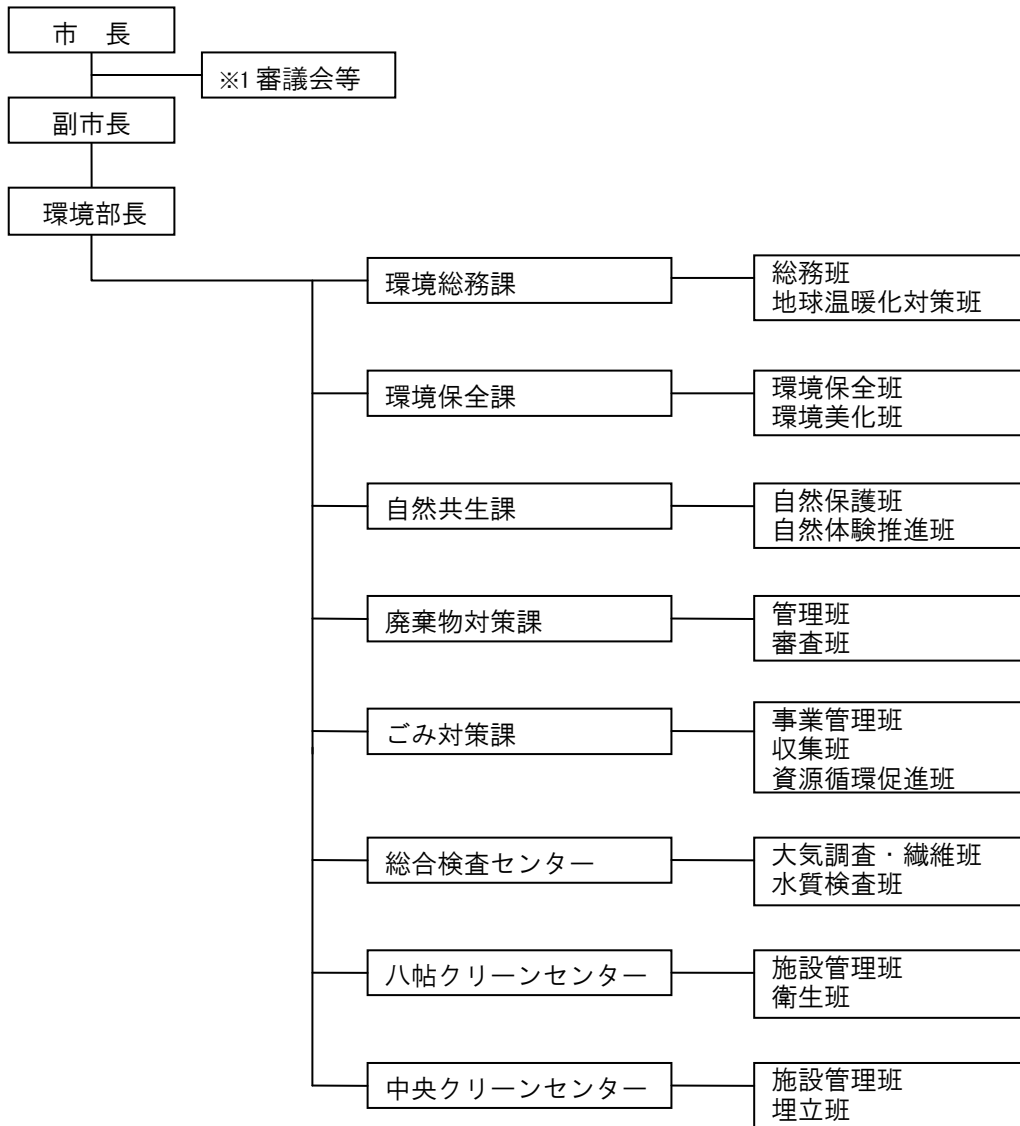 市　長
※1 審議会等
副市長
環境部長
環境総務課
総務班
地球温暖化対策班
環境保全課
環境保全班
環境美化班
自然共生課
自然保護班
自然体験推進班
廃棄物対策課
管理班
審査班
ごみ対策課
事業管理班
収集班
資源循環促進班
総合検査センター
大気調査・繊維班
水質検査班
八帖クリーンセンター
施設管理班
衛生班
中央クリーンセンター
施設管理班
埋立班